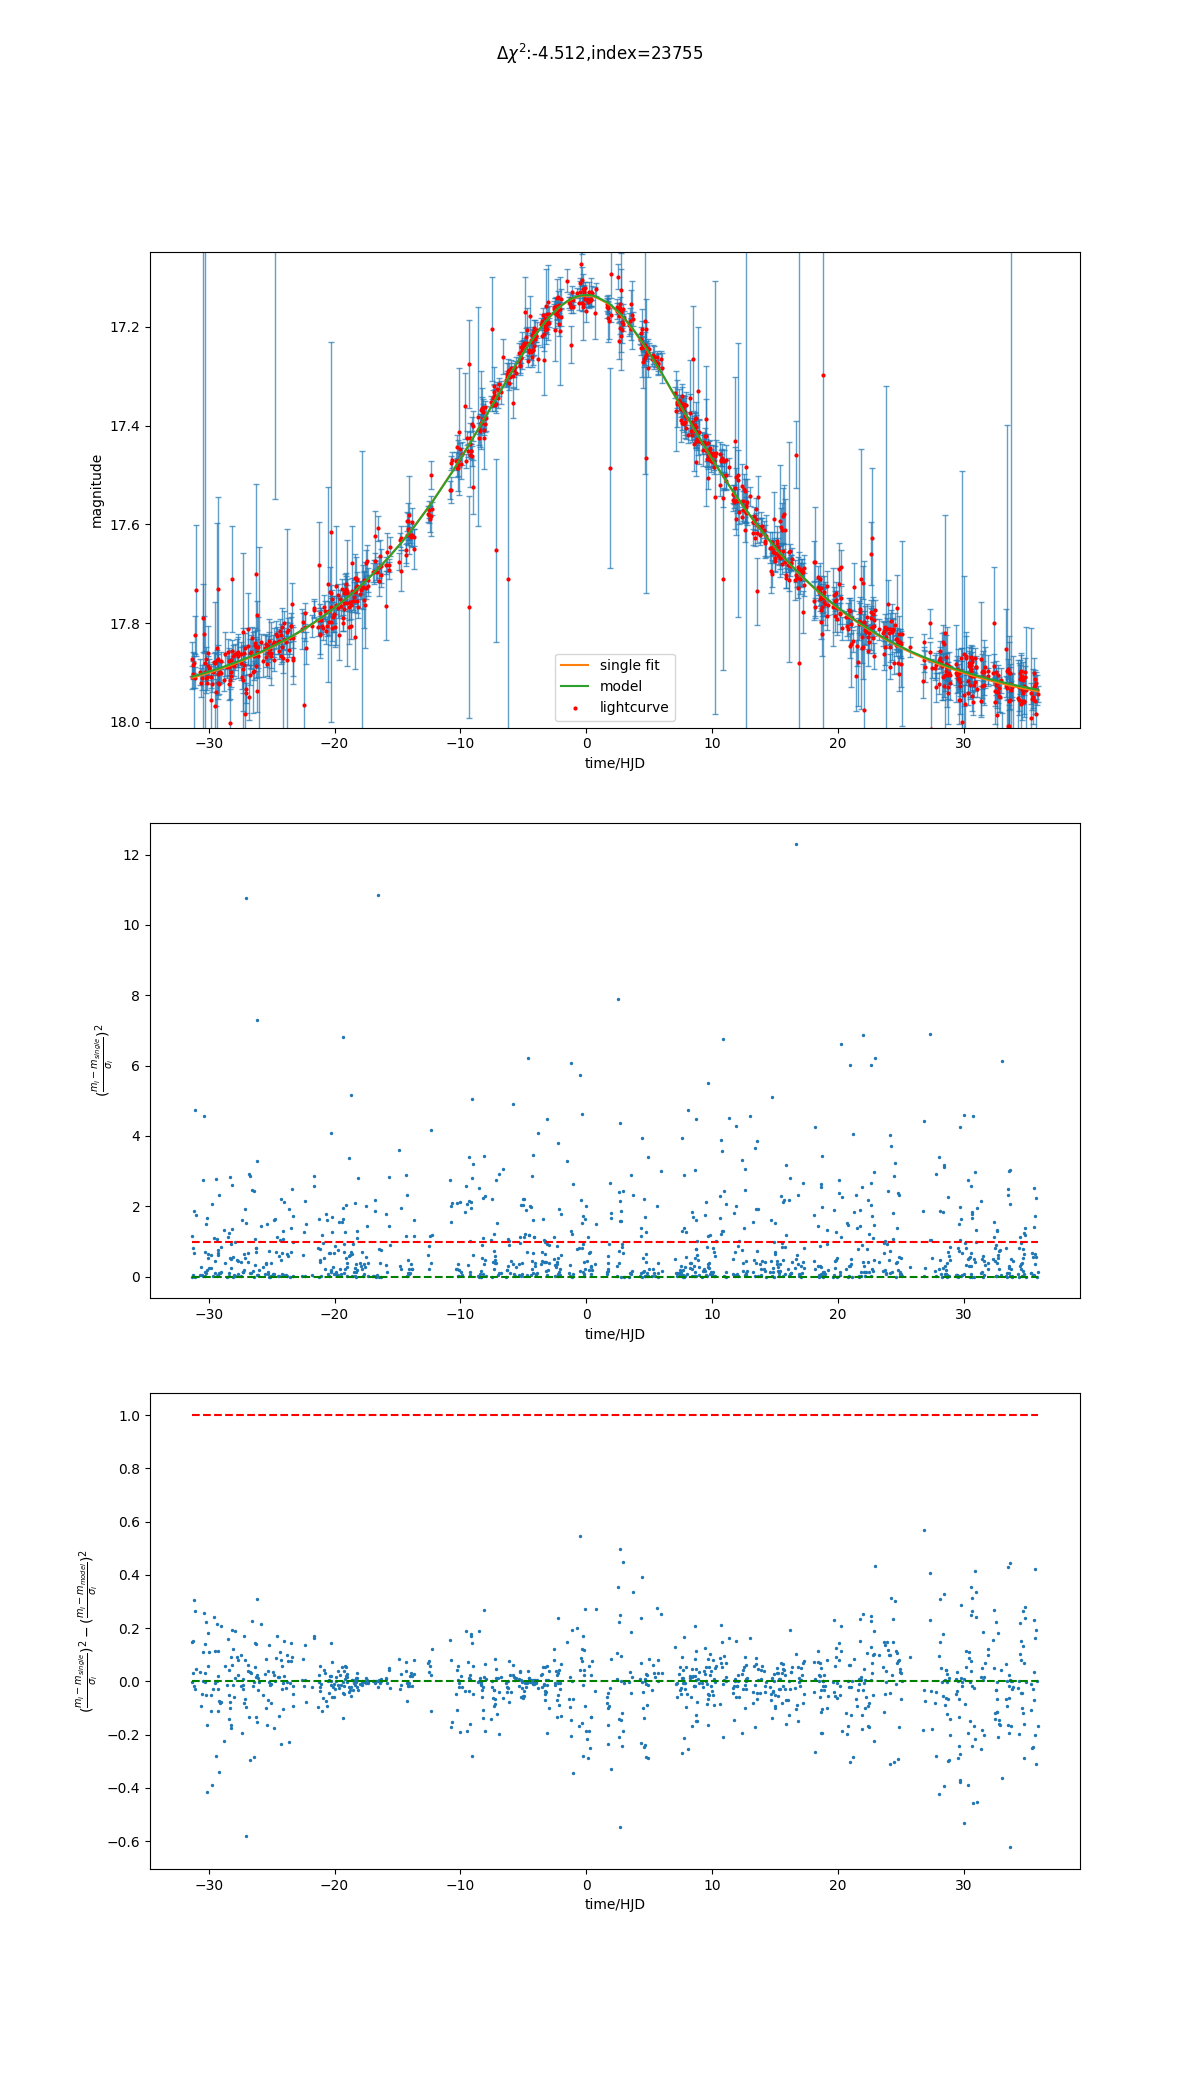 Δχ²:-4.512,index=23755
17.2
17.4
17.6
17.8
18.0
magnitude
single fit
model
lightcurve
−30 −20 −10 0 10 20 30
time/HJD
12
10
8
6
4
2
0
(\frac{m_i − m_{single}}{σ_i})²
−30 −20 −10 0 10 20 30
time/HJD
1.0
0.8
0.6
0.4
0.2
0.0
−0.2
−0.4
−0.6
(\frac{m_i − m_{single}}{σ_i})² − (\frac{m_i − m_{model}}{σ_i})²
−30 −20 −10 0 10 20 30
time/HJD